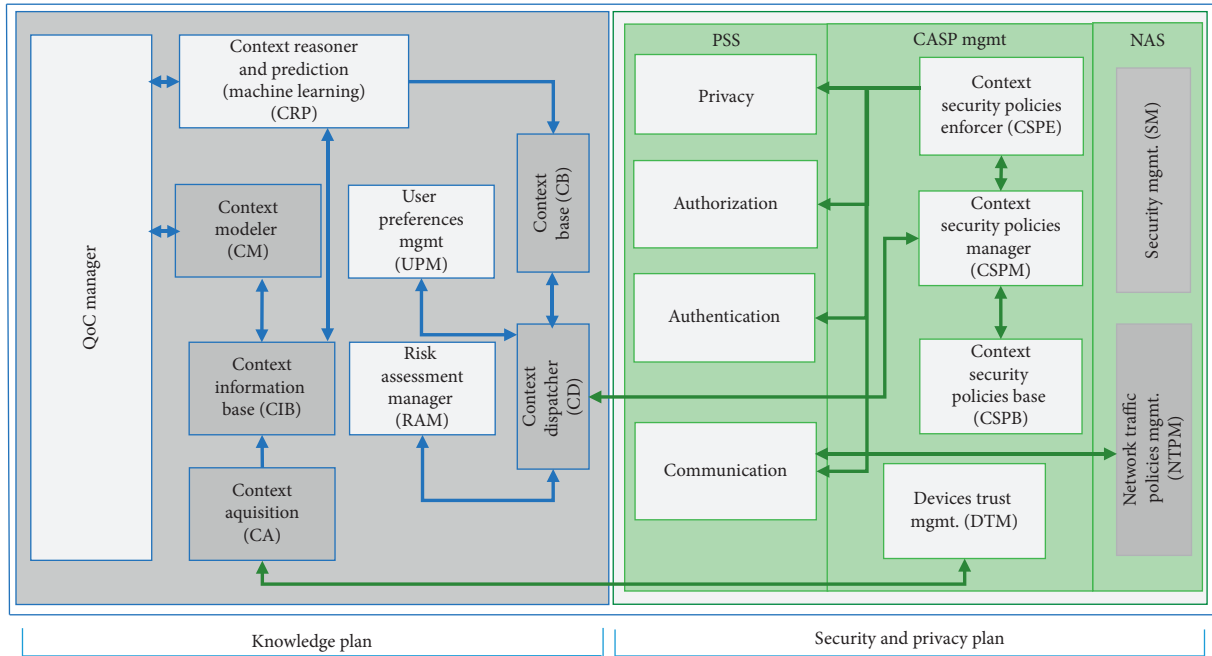 QoC manager
Context reasoner
and prediction
(machine learning)
(CRP)
Context
modeler
(CM)
Context
information
base (CIB)
Context
aquisition
(CA)
User
preferences
mgmt
(UPM)
Risk
assessment
manager
(RAM)
Context
base (CB)
Context
dispatcher
(CD)
Knowledge plan
PSS
Privacy
Authorization
Authentication
Communication
CASP mgmt
Context
security policies
enforcer (CSPE)
Context
security policies
manager
(CSPM)
Context
security
policies base
(CSPB)
Devices trust
mgmt. (DTM)
NAS
Security mgmt. (SM)
Network traffic
policies mgmt.
(NTPM)
Security and privacy plan